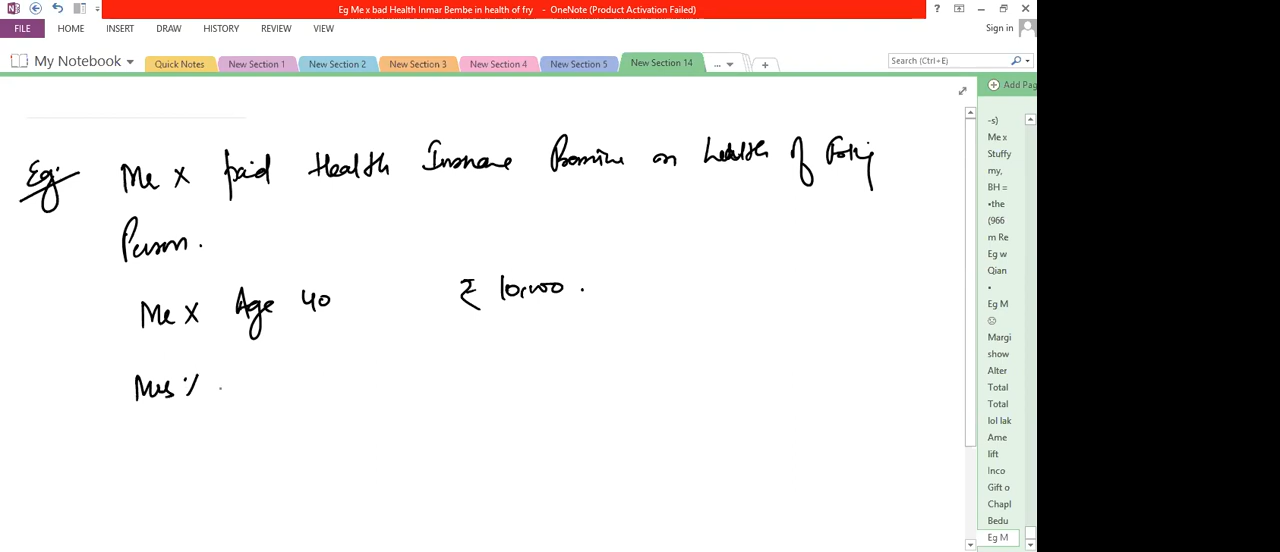 Eg Me x bad Health Inmar Bembe in health of fry - OneNote (Product Activation Failed)
Sign in
FILE HOME INSERT DRAW HISTORY REVIEW VIEW
My Notebook Quick Notes New Section 1 New Section 2 New Section 3 New Section 4 New Section 5 New Section 14 ... + Search (Ctrl+E)
Add Pag
Eg: Mr X paid Health Insurance Premium on health of Folwing
Person.
Mr X Age 40 ₹ 10,000.
Mrs X
-s)
Me x
Stuffy
my,
BH =
•the
(966
m Re
Eg w
Qian
•
Eg M
☹
Margi
show
Alter
Total
Total
lol lak
Ame
lift
Inco
Gift o
Chapl
Bedu
Eg M